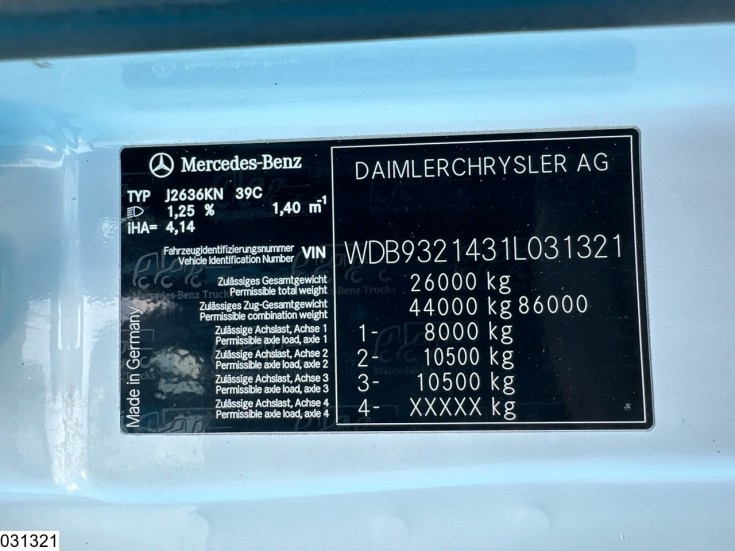 Mercedes-Benz
TYP J2636KN 39C
1,25 % 1,40 m-1
iHA= 4,14
DAIMLERCHRYSLER AG
Fahrzeugidentifizierungsnummer
Vehicle Identification Number VIN WDB9321431L031321
Zulässiges Gesamtgewicht
Permissible total weight 26000 kg
Zulässiges Zug-Gesamtgewicht
Permissible combination weight 44000 kg 86000
Zulässige Achslast, Achse 1
Permissible axle load, axle 1 1- 8000 kg
Zulässige Achslast, Achse 2
Permissible axle load, axle 2 2- 10500 kg
Zulässige Achslast, Achse 3
Permissible axle load, axle 3 3- 10500 kg
Zulässige Achslast, Achse 4
Permissible axle load, axle 4 4- XXXXX kg
Made in Germany
031321